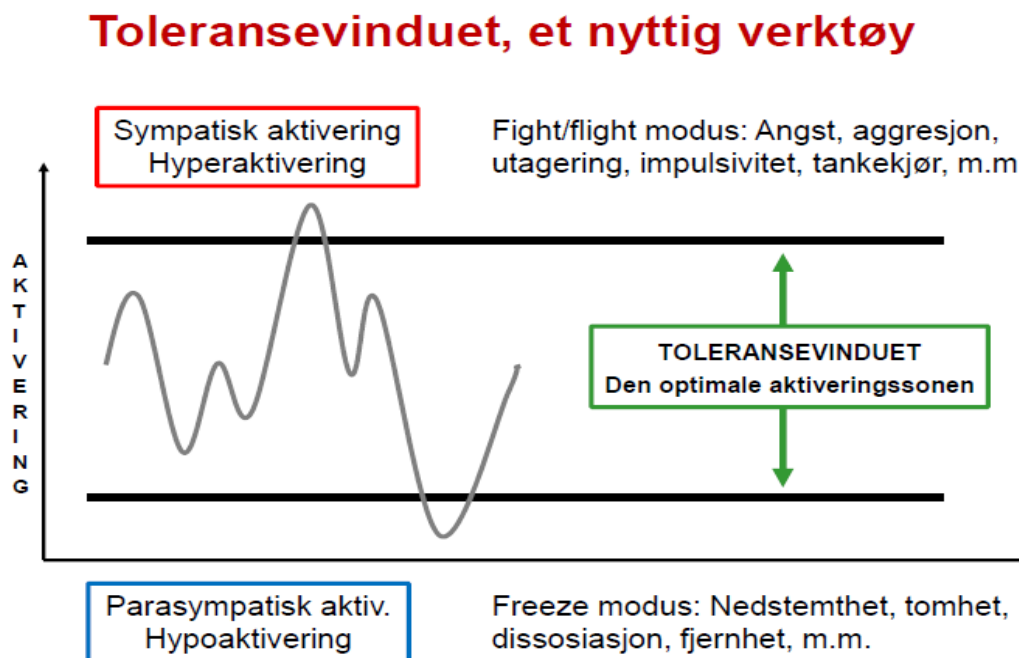 Toleransevinduet, et nyttig verktøy
Sympatisk aktivering
Hyperaktivering
Fight/flight modus: Angst, aggresjon,
utagering, impulsivitet, tankekjør, m.m
AKTIVERING
TOLERANSEVINDUET
Den optimale aktiveringssonen
Parasympatisk aktiv.
Hypoaktivering
Freeze modus: Nedstemthet, tomhet,
dissosiasjon, fjernhet, m.m.